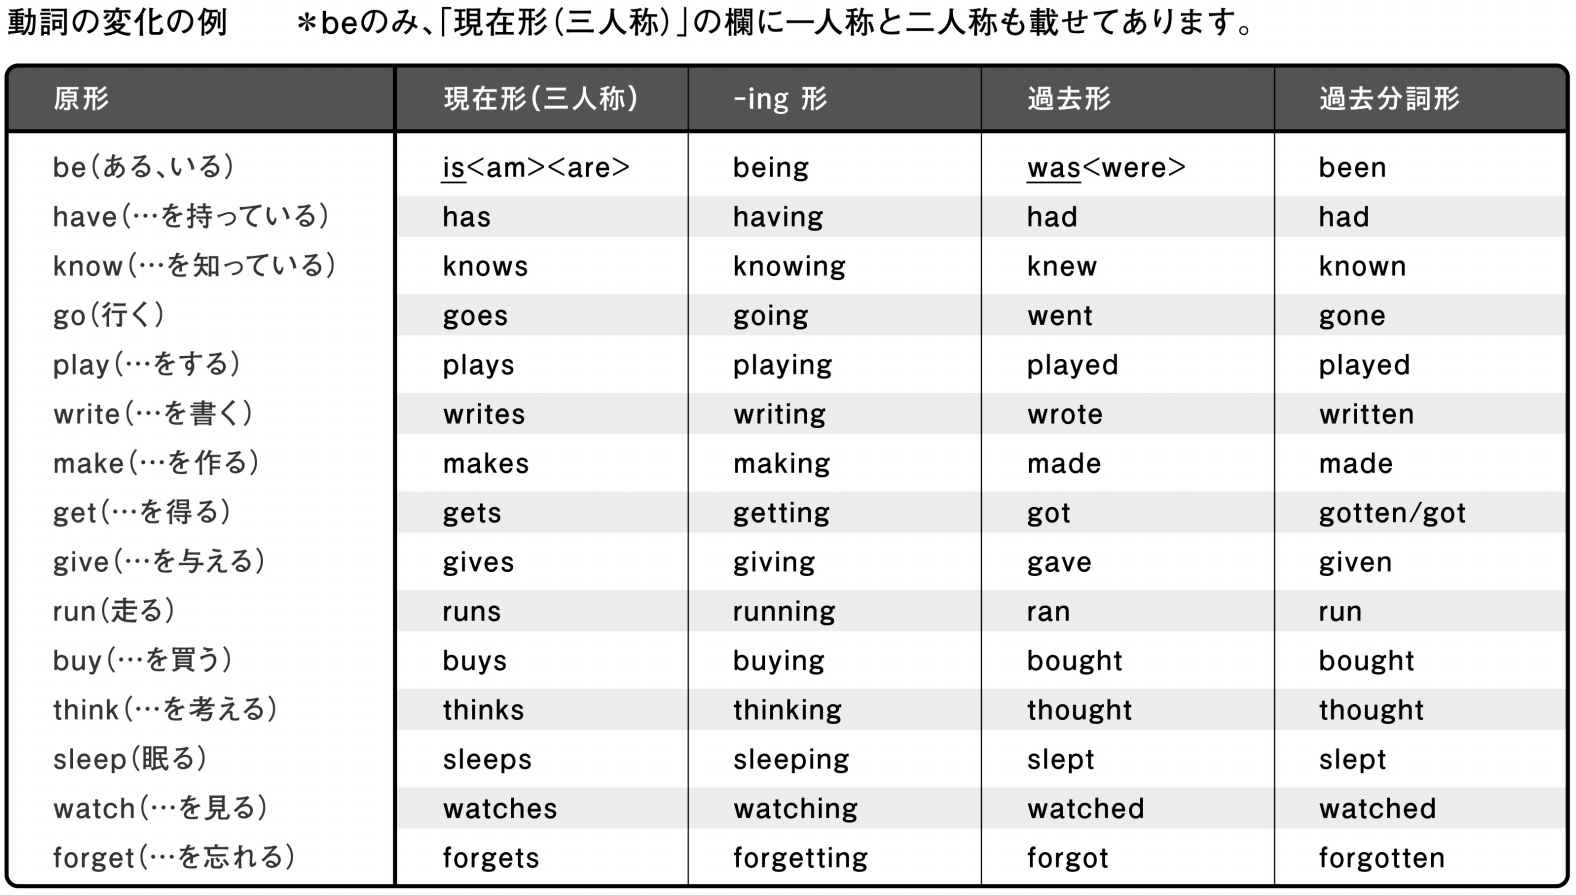 動詞の変化の例　　＊beのみ、「現在形（三人称）」の欄に一人称と二人称も載せてあります。
原形　現在形（三人称）　-ing 形　過去形　過去分詞形
be（ある、いる）　is<am><are>　being　was<were>　been
have（…を持っている）　has　having　had　had
know（…を知っている）　knows　knowing　knew　known
go（行く）　goes　going　went　gone
play（…をする）　plays　playing　played　played
write（…を書く）　writes　writing　wrote　written
make（…を作る）　makes　making　made　made
get（…を得る）　gets　getting　got　gotten/got
give（…を与える）　gives　giving　gave　given
run（走る）　runs　running　ran　run
buy（…を買う）　buys　buying　bought　bought
think（…を考える）　thinks　thinking　thought　thought
sleep（眠る）　sleeps　sleeping　slept　slept
watch（…を見る）　watches　watching　watched　watched
forget（…を忘れる）　forgets　forgetting　forgot　forgotten